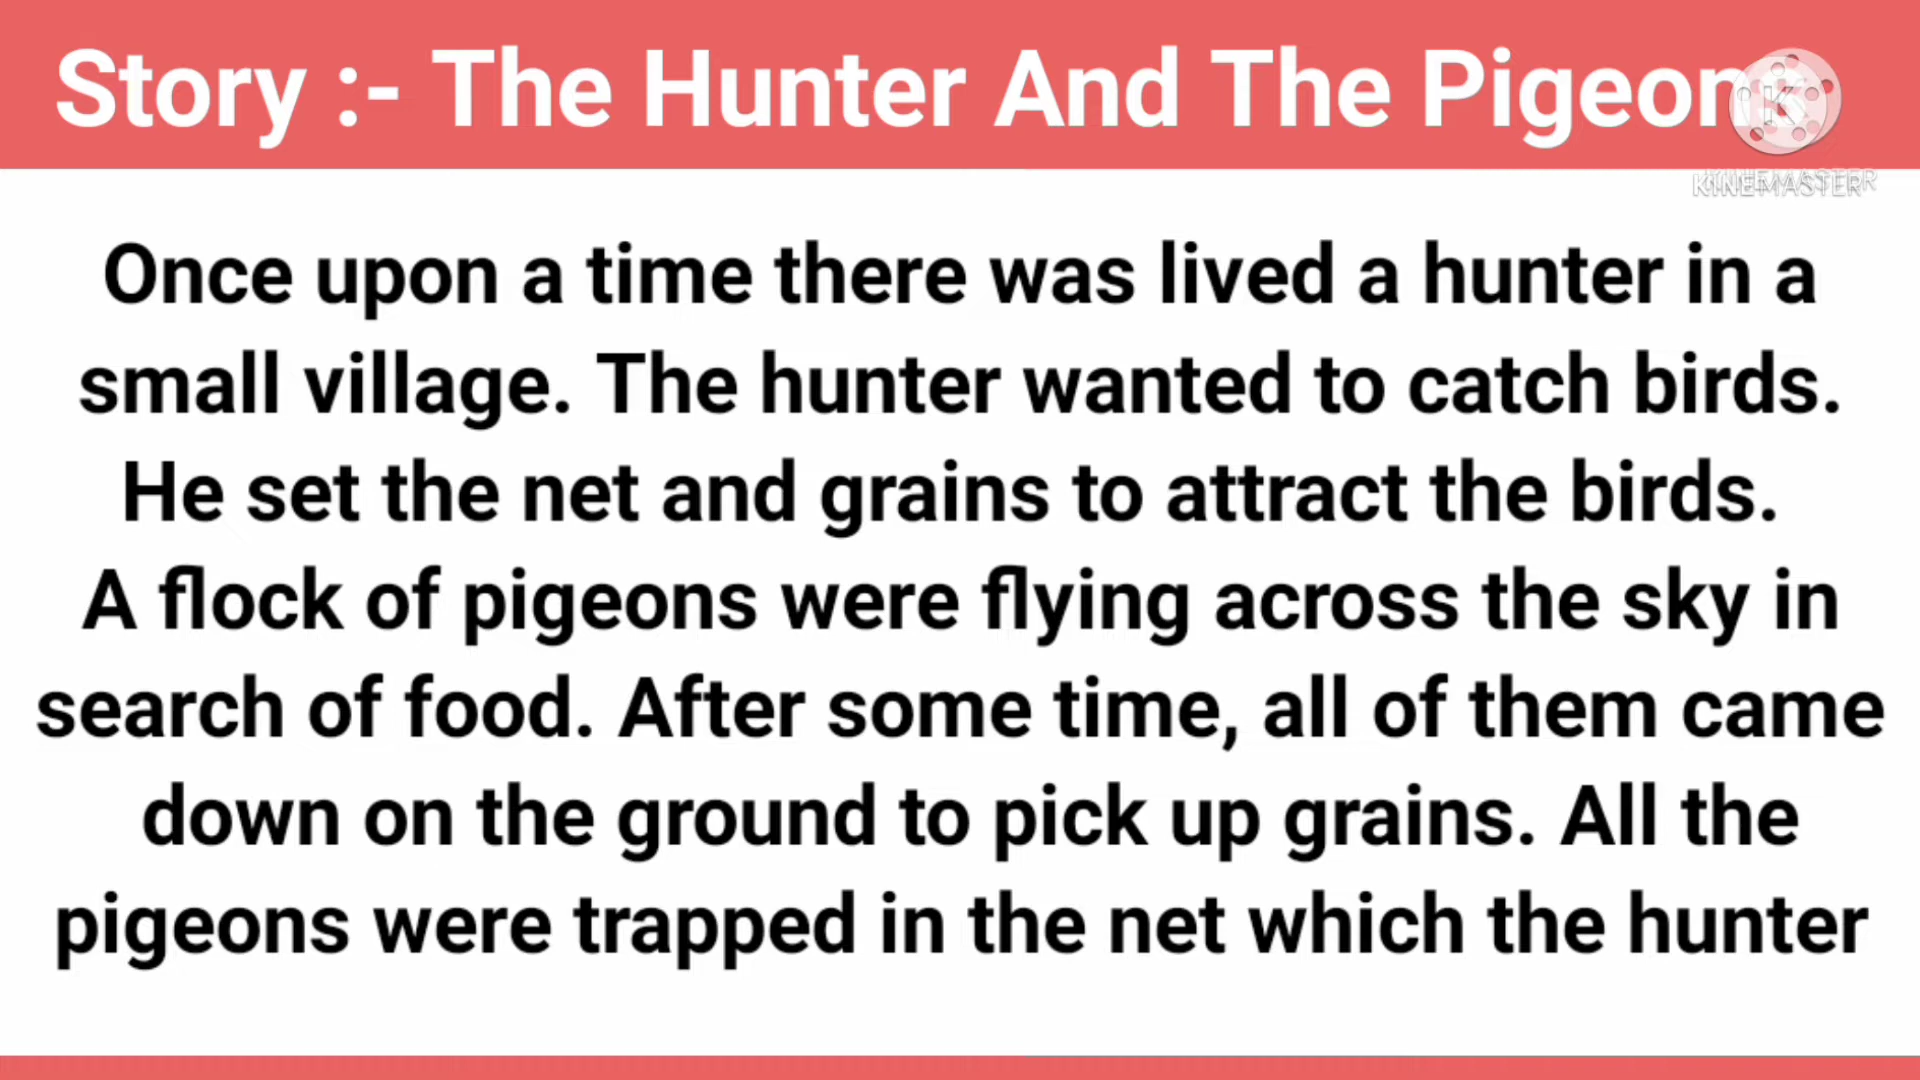 Story :- The Hunter And The Pigeon
K
KINEMASTER
Once upon a time there was lived a hunter in a
small village. The hunter wanted to catch birds.
He set the net and grains to attract the birds.
A flock of pigeons were flying across the sky in
search of food. After some time, all of them came
down on the ground to pick up grains. All the
pigeons were trapped in the net which the hunter